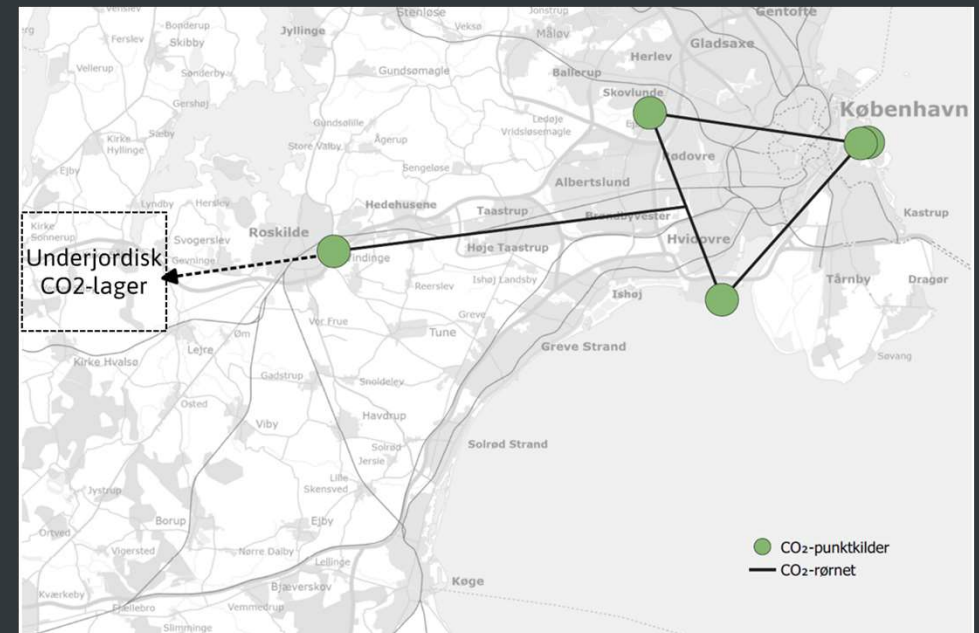 Stenløse
Jonstrup
Gentofte
Bonderup
Ferslev
Skibby
Jyllinge
Veksø
Måløv
Gladsaxe
Herlev
Vellerup
Sønderby
Gundsømagle
Ballerup
Skovlunde
Gershøj
København
Gundsølille
Ledøje
Vridsløsemagle
Kirke
Hyllinge
Sæby
Store Valby
Ågerup
Rødovre
Ejby
Sengeløse
Albertslund
Lyndby
Herslev
Hedehusene
Taastrup
Brøndbyvester
Kastrup
Kirke
Sonnerup
Svogerslev
Roskilde
Hvidovre
Underjordisk
CO2-lager
Gevninge
Vindinge
Høje Taastrup
Reerslev
Ishøj Landsby
Ishøj
Tårnby
Dragør
Vor Frue
Greve
Tune
Øm
Lejre
Greve Strand
Søvang
Kirke Hvalsø
Gadstrup
Snoldelev
Osted
Havdrup
Viby
Solrød
Solrød Strand
Jersie
Lille
Skensved
Jystrup
Borup
Ejby
Ortved
Vigersted
Nørre Dalby
Lellinge
CO₂-punktkilder
CO₂-rørnet
Bjæverskov
Køge
Kværkeby
Fjællebro
Vemmedrup
Slimminge